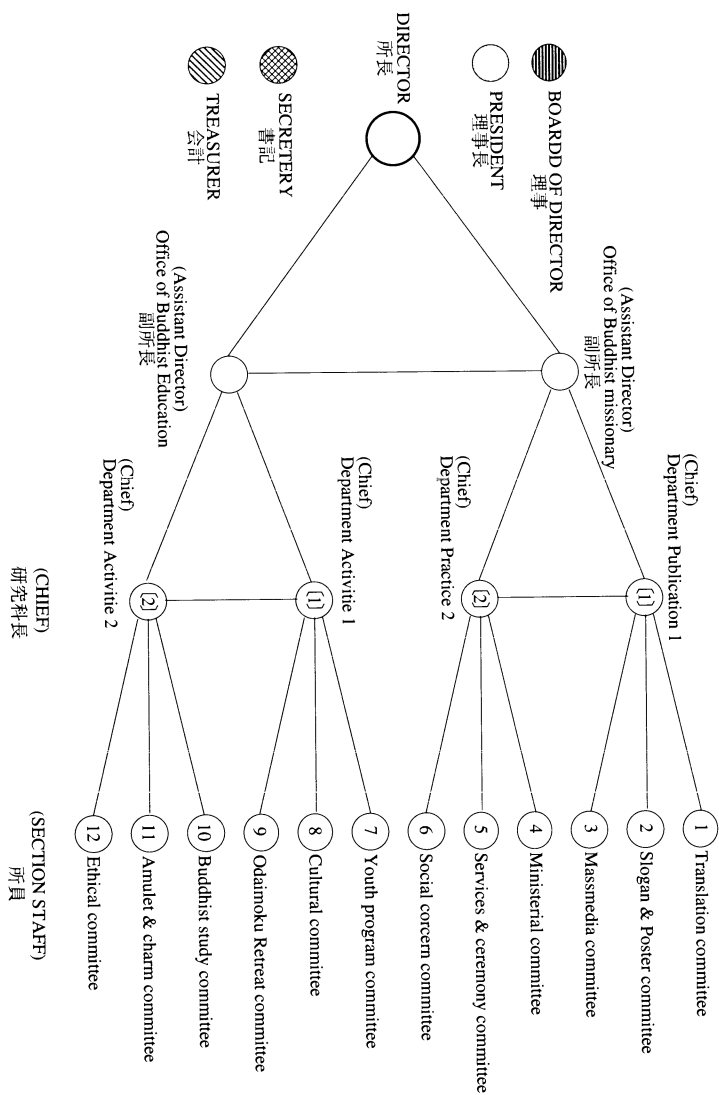 BOARDD OF DIRECTOR
理事
PRESIDENT
理事長
DIRECTOR
所長
SECRETERY
書記
TREASURER
会計
(Assistant Director)
Office of Buddhist missionary
副所長
(Assistant Director)
Office of Buddhist Education
副所長
(Chief)
Department Publication 1
[1]
(Chief)
Department Practice 2
[2]
(Chief)
Department Activitie 1
[1]
(Chief)
Department Activitie 2
[2]
(CHIEF)
研究科長
1 Translation committee
2 Slogan & Poster committee
3 Massmedia committee
4 Ministerial committee
5 Services & ceremony committee
6 Social corcern committee
7 Youth program committee
8 Cultural committee
9 Odaimoku Retreat committee
10 Buddhist study committee
11 Amulet & charm committee
12 Ethical committee
(SECTION STAFF)
所員